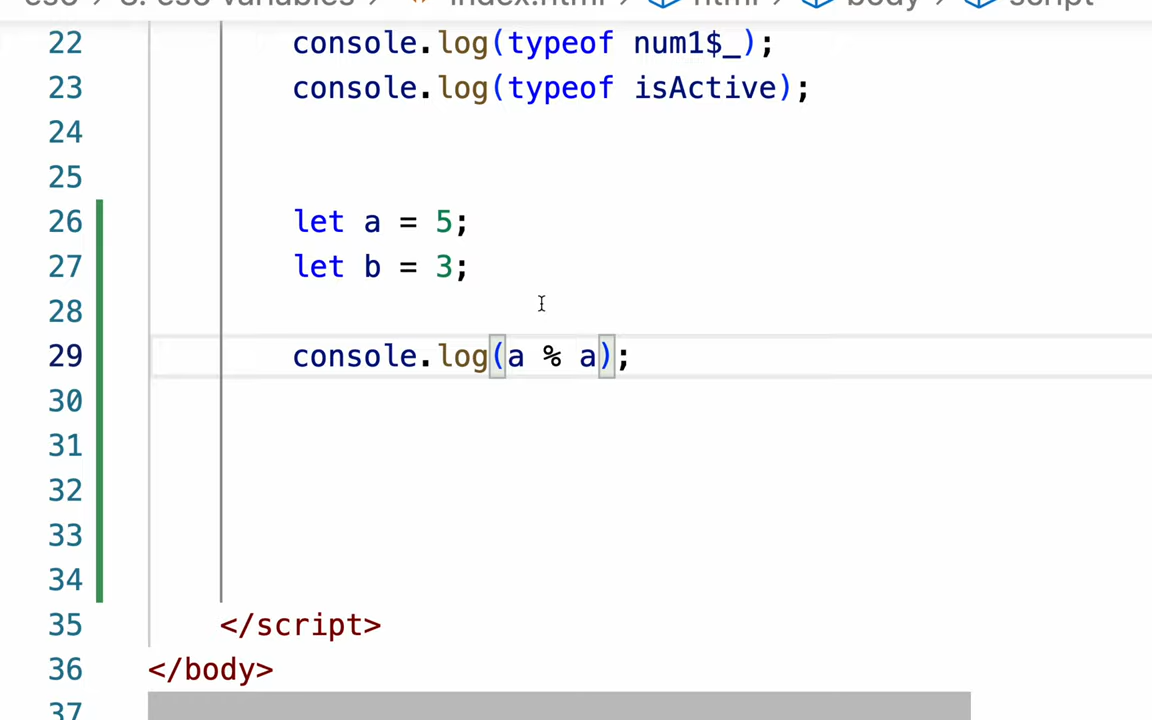 22 console.log(typeof num1$_);
23 console.log(typeof isActive);
24
25
26 let a = 5;
27 let b = 3;
28
29 console.log(a % a);
30
31
32
33
34
35 </script>
36 </body>
37